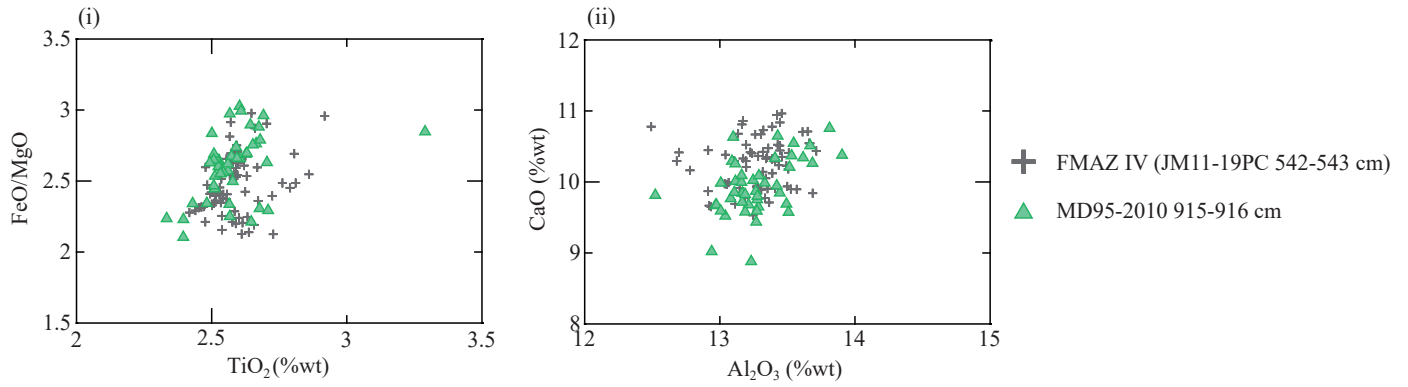 (i)
3.5
3
2.5
2
1.5
FeO/MgO
2
2.5
3
3.5
TiO₂ (%wt)
(ii)
12
11
10
9
8
CaO (%wt)
12
13
14
15
Al₂O₃ (%wt)
FMAZ IV (JM11-19PC 542-543 cm)
MD95-2010 915-916 cm